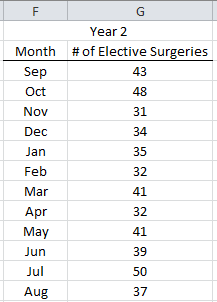 F G
Year 2
Month # of Elective Surgeries
Sep 43
Oct 48
Nov 31
Dec 34
Jan 35
Feb 32
Mar 41
Apr 32
May 41
Jun 39
Jul 50
Aug 37